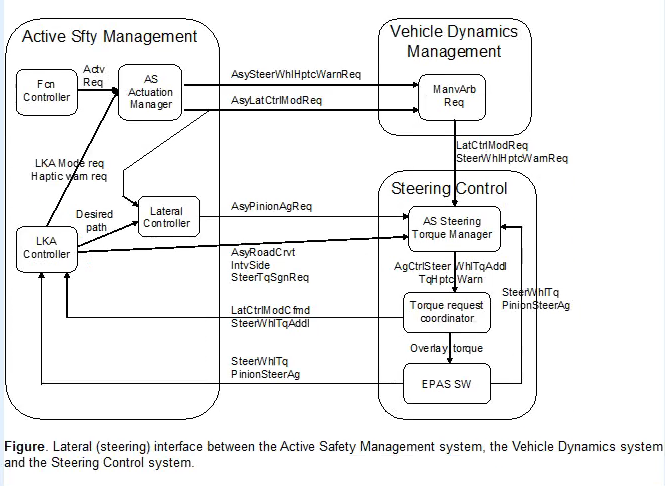 Active Sfty Management
Vehicle Dynamics
Management
Fcn
Controller
Actv
Req
AS
Actuation
Manager
AsySteerWhlHptcWarnReq
AsyLatCtrlModReq
ManvArb
Req
LatCtrlModReq
SteerWhlHptcWarnReq
LKA Mode req
Haptic warn req
Steering Control
Desired
path
Lateral
Controller
AsyPinionAgReq
AS Steering
Torque Manager
LKA
Controller
AsyRoadCrvt
IntvSide
SteerTqSgnReq
AgCtrlSteer WhlTqAddl
TqHptcWarn
SteerWhlTq
PinionSteerAg
LatCtrlModCfmd
SteerWhlTqAddl
Torque request
coordinator
Overlay torque
SteerWhlTq
PinionSteerAg
EPAS SW
Figure. Lateral (steering) interface between the Active Safety Management system, the Vehicle Dynamics system
and the Steering Control system.